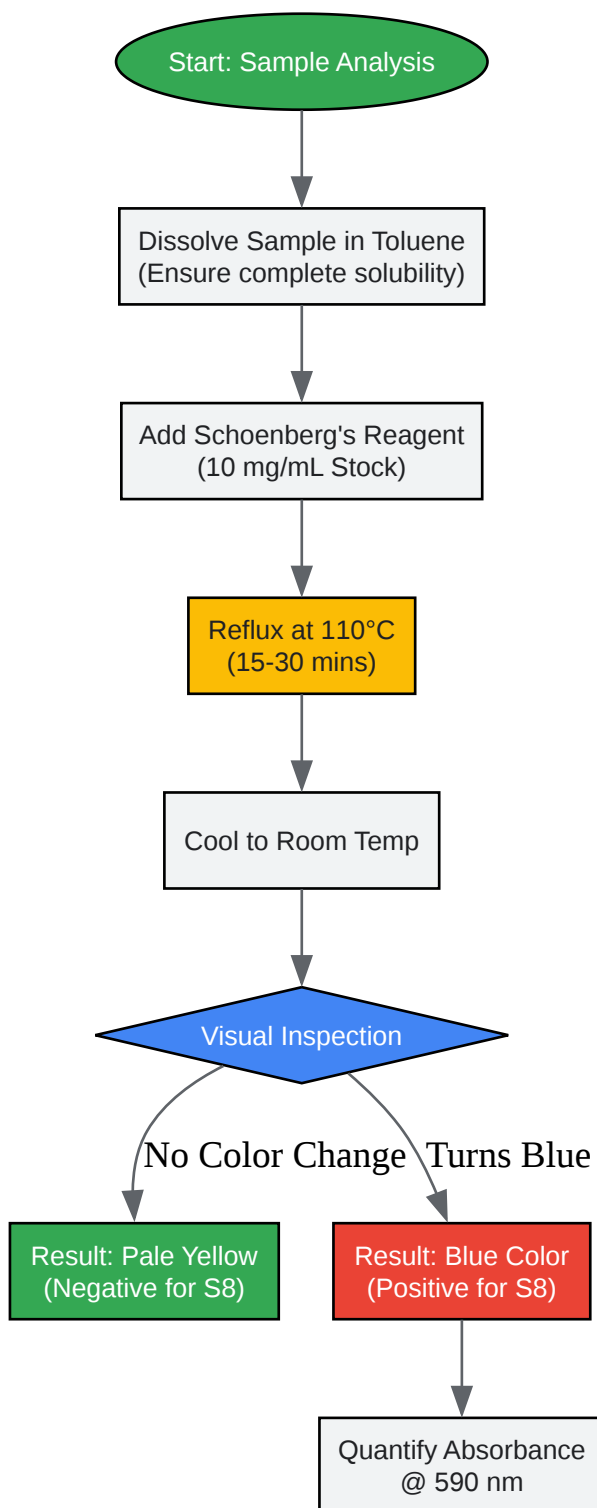 Start: Sample Analysis
Dissolve Sample in Toluene
(Ensure complete solubility)
Add Schoenberg's Reagent
(10 mg/mL Stock)
Reflux at 110°C
(15-30 mins)
Cool to Room Temp
Visual Inspection
No Color Change
Turns Blue
Result: Pale Yellow
(Negative for S8)
Result: Blue Color
(Positive for S8)
Quantify Absorbance
@ 590 nm